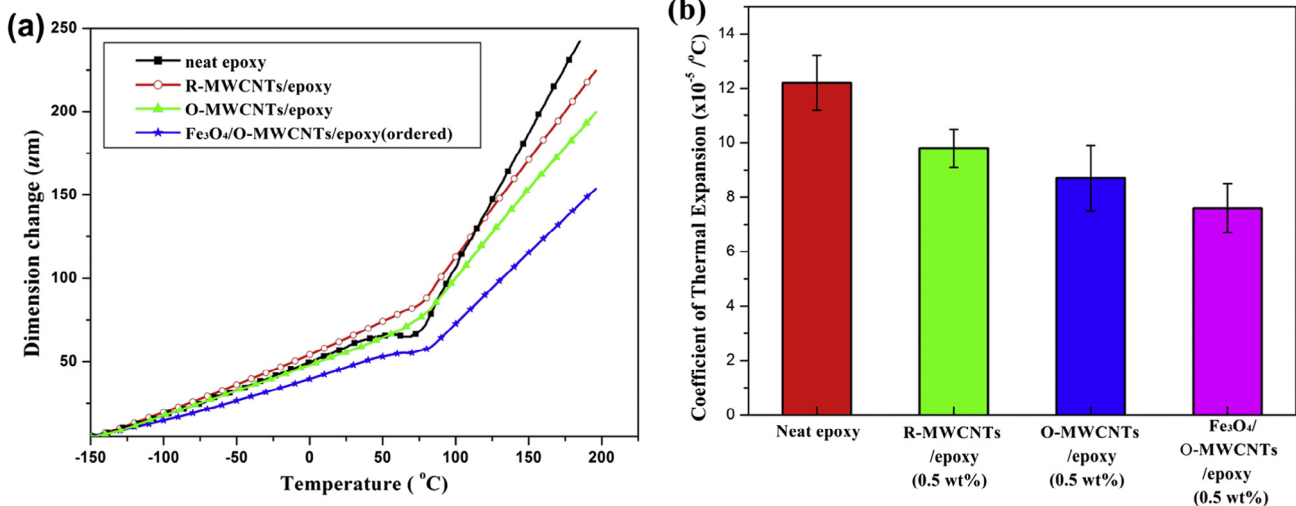 (a)
250
200
150
100
50
Dimension change (um)
neat epoxy
R-MWCNTs/epoxy
O-MWCNTs/epoxy
Fe₃O₄/O-MWCNTs/epoxy(ordered)
-150 -100 -50 0 50 100 150 200
Temperature ( °C)
(b)
Coefficient of Thermal Expansion (x10⁻⁵ /°C)
14
12
10
8
6
4
2
0
Neat epoxy
R-MWCNTs
/epoxy
(0.5 wt%)
O-MWCNTs
/epoxy
(0.5 wt%)
Fe₃O₄/
O-MWCNTs
/epoxy
(0.5 wt%)